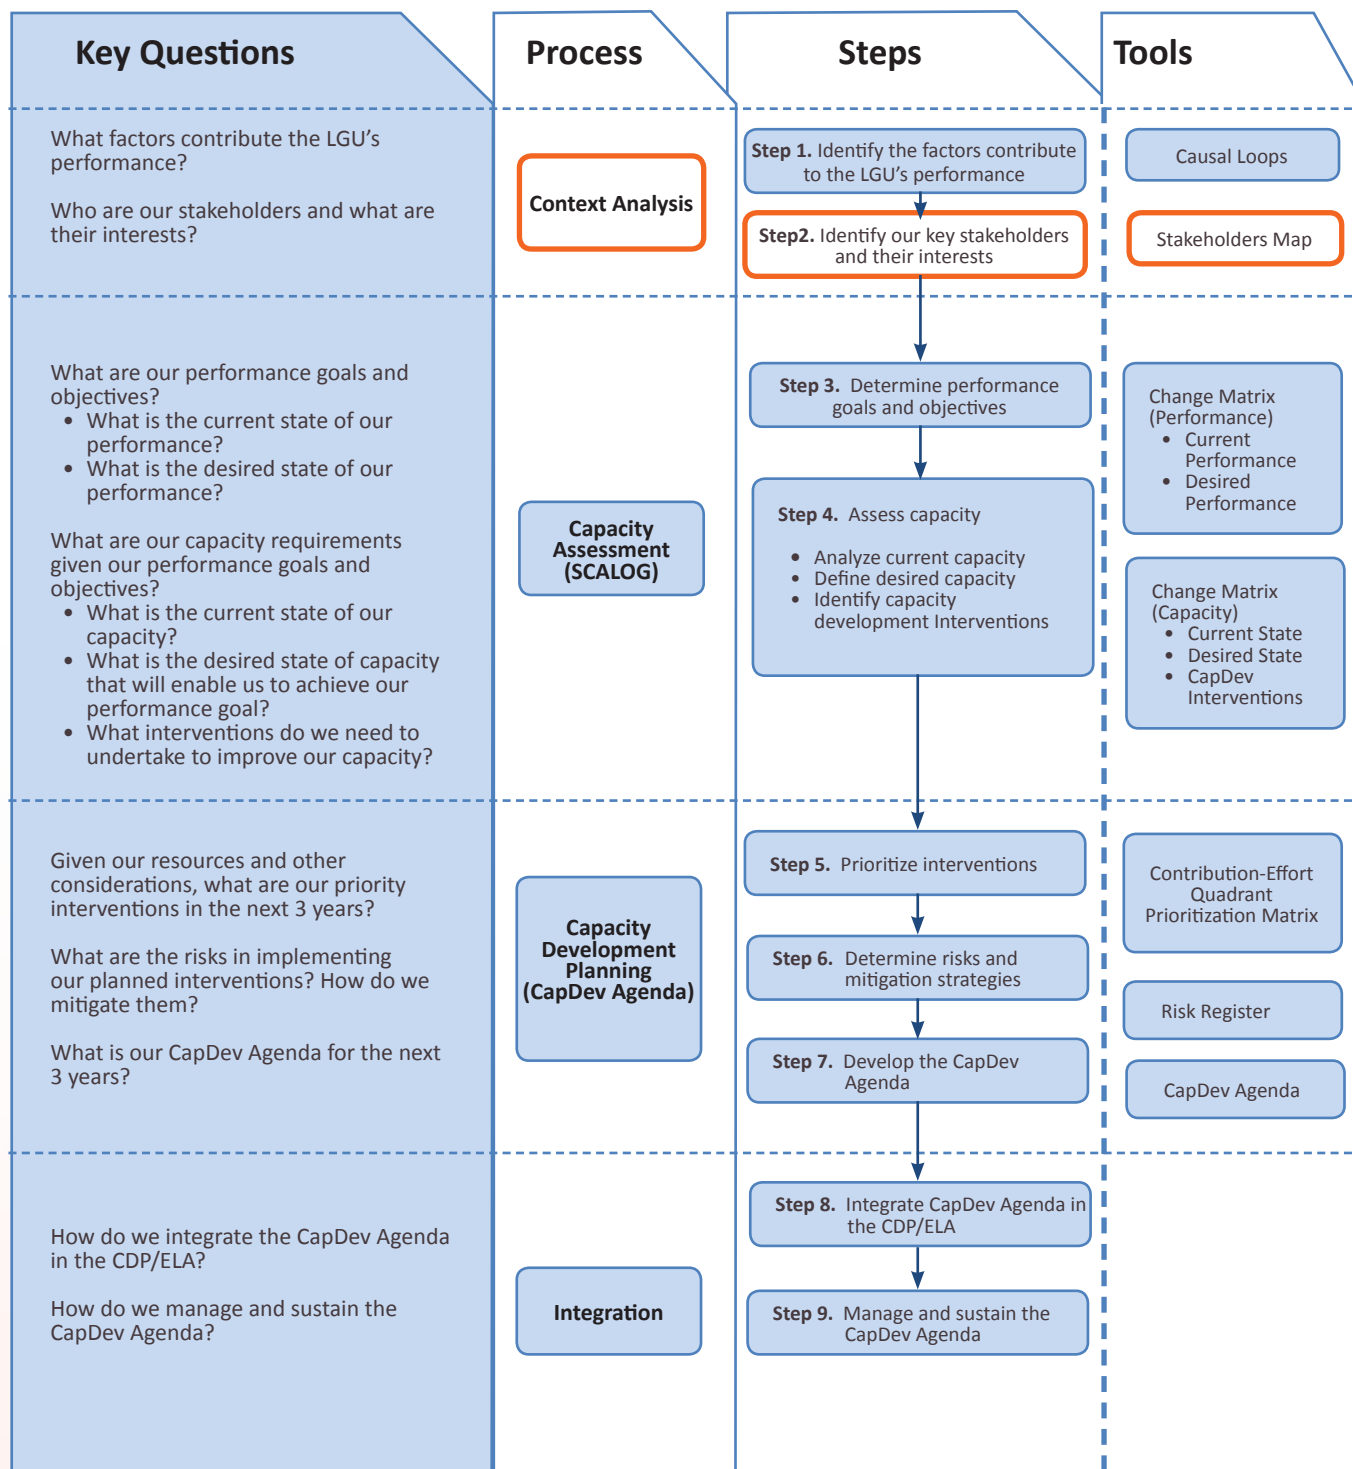 Key Questions
Process
Steps
Tools
What factors contribute the LGU's
performance?
Who are our stakeholders and what are
their interests?
Context Analysis
Step 1. Identify the factors contribute
to the LGU's performance
Step2. Identify our key stakeholders
and their interests
Causal Loops
Stakeholders Map
What are our performance goals and
objectives?
• What is the current state of our
performance?
• What is the desired state of our
performance?
What are our capacity requirements
given our performance goals and
objectives?
• What is the current state of our
capacity?
• What is the desired state of capacity
that will enable us to achieve our
performance goal?
• What interventions do we need to
undertake to improve our capacity?
Capacity
Assessment
(SCALOG)
Step 3. Determine performance
goals and objectives
Step 4. Assess capacity
• Analyze current capacity
• Define desired capacity
• Identify capacity
development Interventions
Change Matrix
(Performance)
• Current
Performance
• Desired
Performance
Change Matrix
(Capacity)
• Current State
• Desired State
• CapDev
Interventions
Given our resources and other
considerations, what are our priority
interventions in the next 3 years?
What are the risks in implementing
our planned interventions? How do we
mitigate them?
What is our CapDev Agenda for the next
3 years?
Capacity
Development
Planning
(CapDev Agenda)
Step 5. Prioritize interventions
Step 6. Determine risks and
mitigation strategies
Step 7. Develop the CapDev
Agenda
Contribution-Effort
Quadrant
Prioritization Matrix
Risk Register
CapDev Agenda
How do we integrate the CapDev Agenda
in the CDP/ELA?
How do we manage and sustain the
CapDev Agenda?
Integration
Step 8. Integrate CapDev Agenda in
the CDP/ELA
Step 9. Manage and sustain the
CapDev Agenda